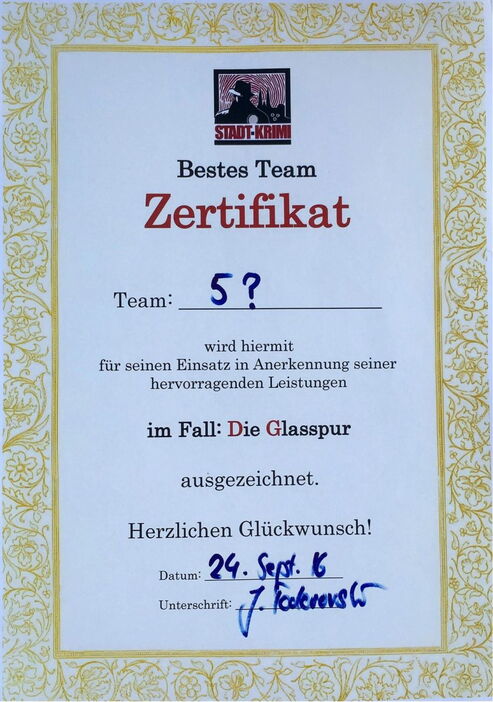 STADT-KRIMI
Bestes Team
Zertifikat
Team: 5 ?
wird hiermit
für seinen Einsatz in Anerkennung seiner
hervorragenden Leistungen
im Fall: Die Glasspur
ausgezeichnet.
Herzlichen Glückwunsch!
Datum: 24. Sept. 16
Unterschrift: J.